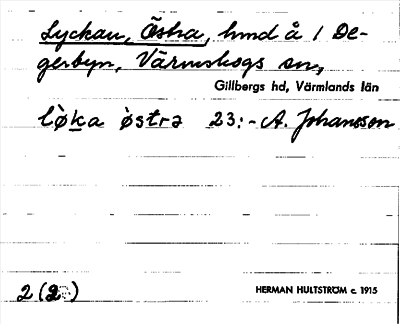 Lyckan, Östra, hmd å 1 De-
gerbyn, Värmskogs sn,
Gillbergs hd, Värmlands län
lø̀ka ø̀stra 23:- A. Johansson
2 (2)
HERMAN HULTSTRÖM c. 1915